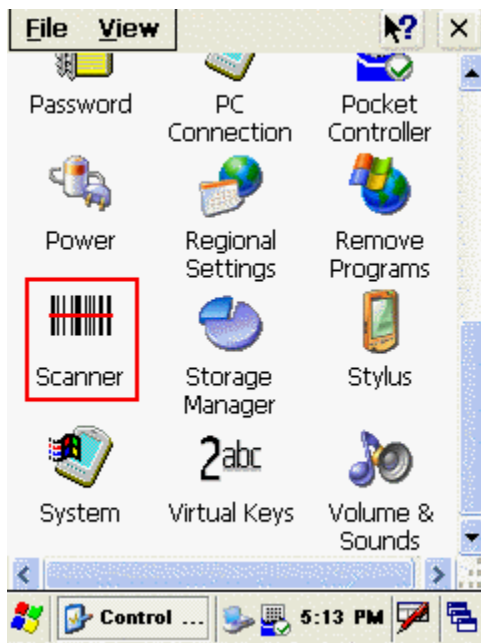 File View
Password
PC
Connection
Pocket
Controller
Power
Regional
Settings
Remove
Programs
Scanner
Storage
Manager
Stylus
System
2abc
Virtual Keys
Volume &
Sounds
Control ...
5:13 PM